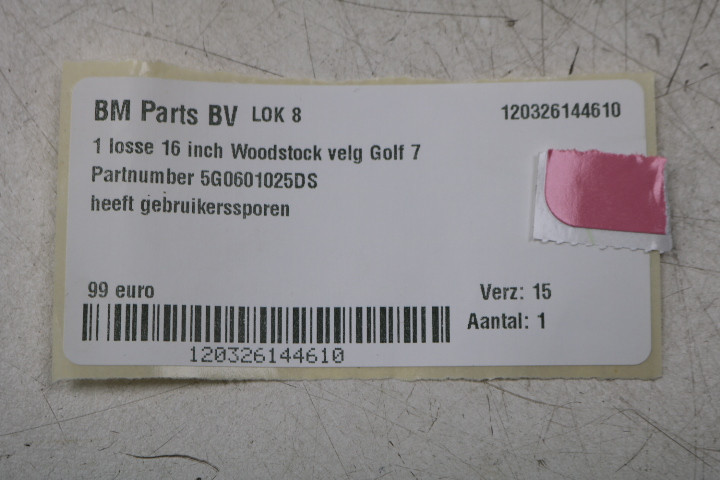 BM Parts BV LOK 8 120326144610
1 losse 16 inch Woodstock velg Golf 7
Partnumber 5G0601025DS
heeft gebruikerssporen
99 euro Verz: 15
Aantal: 1
120326144610